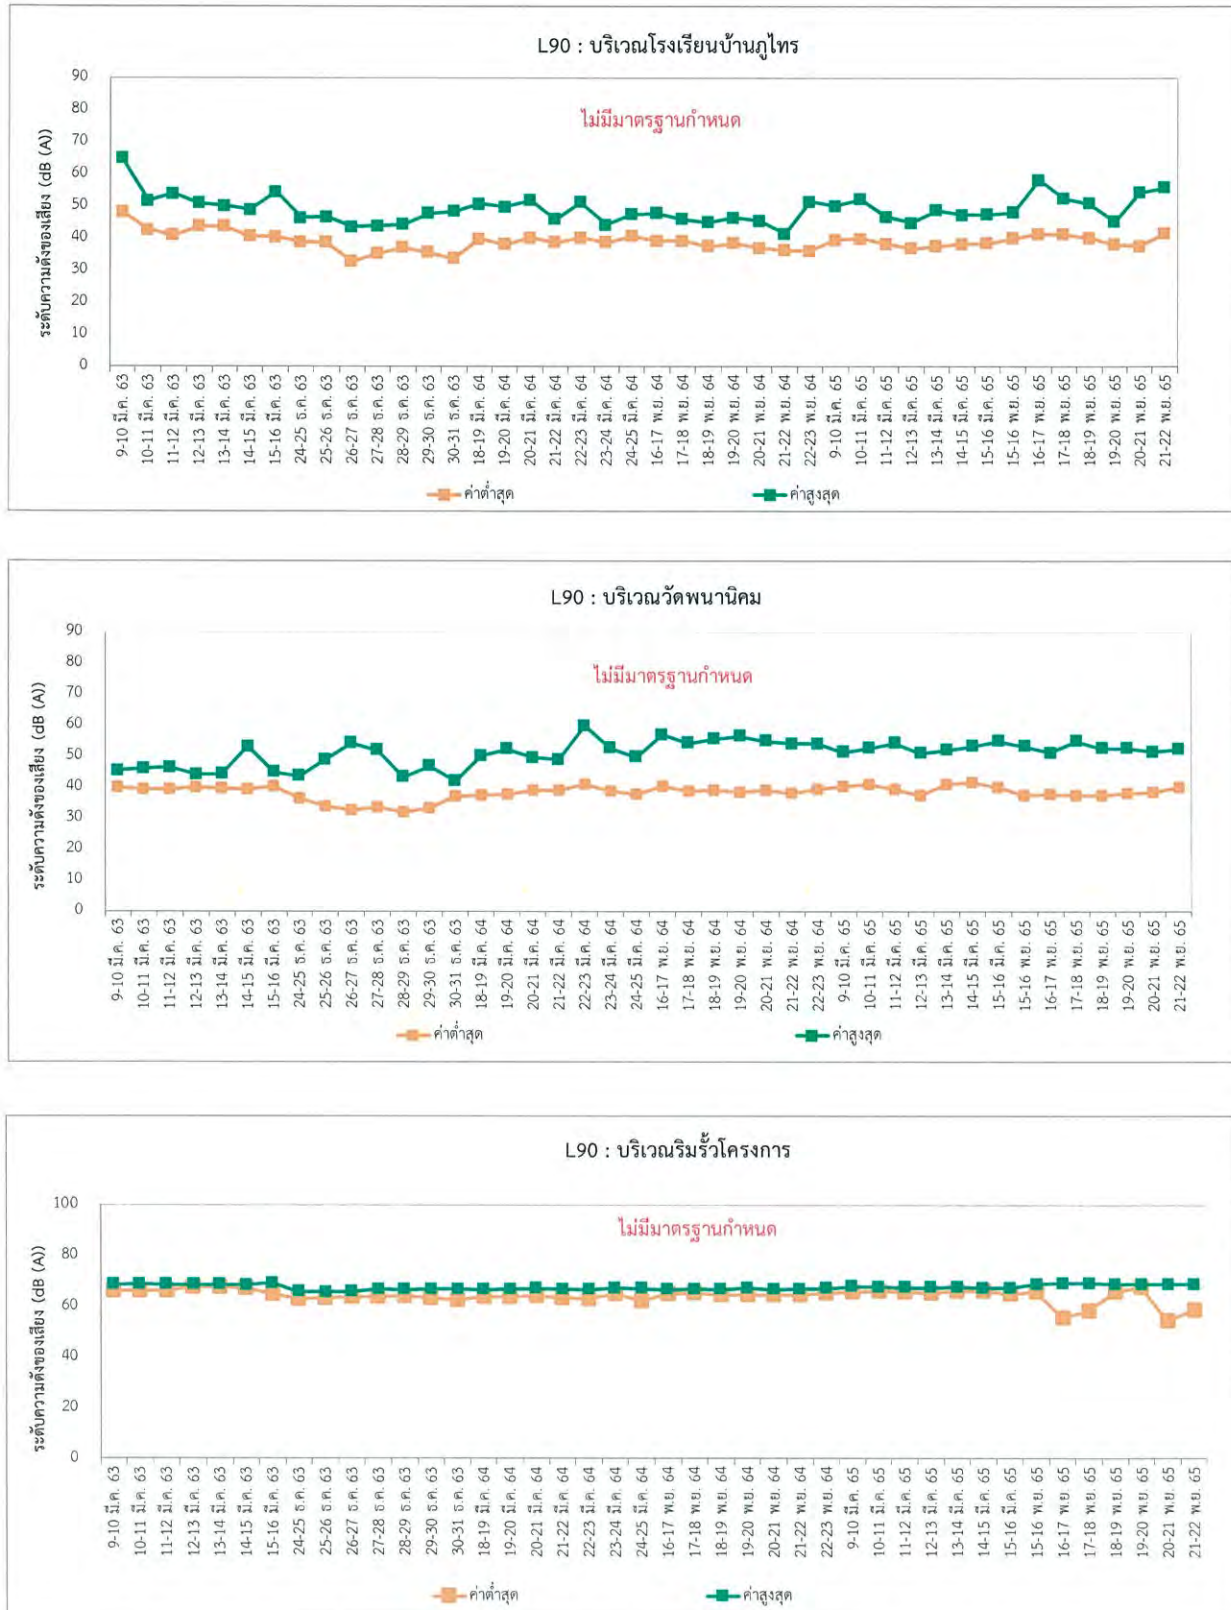 L90 : บริเวณโรงเรียนบ้านภูไทร
ไม่มีมาตรฐานกำหนด
ระดับความดังของเสียง (dB (A))
90
80
70
60
50
40
30
20
10
0
9-10 มี.ค. 63
10-11 มี.ค. 63
11-12 มี.ค. 63
12-13 มี.ค. 63
13-14 มี.ค. 63
14-15 มี.ค. 63
15-16 มี.ค. 63
24-25 ธ.ค. 63
25-26 ธ.ค. 63
26-27 ธ.ค. 63
27-28 ธ.ค. 63
28-29 ธ.ค. 63
29-30 ธ.ค. 63
30-31 ธ.ค. 63
18-19 มี.ค. 64
19-20 มี.ค. 64
20-21 มี.ค. 64
21-22 มี.ค. 64
22-23 มี.ค. 64
23-24 มี.ค. 64
24-25 มี.ค. 64
16-17 พ.ย. 64
17-18 พ.ย. 64
18-19 พ.ย. 64
19-20 พ.ย. 64
20-21 พ.ย. 64
21-22 พ.ย. 64
22-23 พ.ย. 64
9-10 มี.ค. 65
10-11 มี.ค. 65
11-12 มี.ค. 65
12-13 มี.ค. 65
13-14 มี.ค. 65
14-15 มี.ค. 65
15-16 มี.ค. 65
15-16 พ.ย. 65
16-17 พ.ย. 65
17-18 พ.ย. 65
18-19 พ.ย. 65
19-20 พ.ย. 65
20-21 พ.ย. 65
21-22 พ.ย. 65
ค่าต่ำสุด ค่าสูงสุด
L90 : บริเวณวัดพนานิคม
ไม่มีมาตรฐานกำหนด
ระดับความดังของเสียง (dB (A))
90
80
70
60
50
40
30
20
10
0
9-10 มี.ค. 63
10-11 มี.ค. 63
11-12 มี.ค. 63
12-13 มี.ค. 63
13-14 มี.ค. 63
14-15 มี.ค. 63
15-16 มี.ค. 63
24-25 ธ.ค. 63
25-26 ธ.ค. 63
26-27 ธ.ค. 63
27-28 ธ.ค. 63
28-29 ธ.ค. 63
29-30 ธ.ค. 63
30-31 ธ.ค. 63
18-19 มี.ค. 64
19-20 มี.ค. 64
20-21 มี.ค. 64
21-22 มี.ค. 64
22-23 มี.ค. 64
23-24 มี.ค. 64
24-25 มี.ค. 64
16-17 พ.ย. 64
17-18 พ.ย. 64
18-19 พ.ย. 64
19-20 พ.ย. 64
20-21 พ.ย. 64
21-22 พ.ย. 64
22-23 พ.ย. 64
9-10 มี.ค. 65
10-11 มี.ค. 65
11-12 มี.ค. 65
12-13 มี.ค. 65
13-14 มี.ค. 65
14-15 มี.ค. 65
15-16 มี.ค. 65
15-16 พ.ย. 65
16-17 พ.ย. 65
17-18 พ.ย. 65
18-19 พ.ย. 65
19-20 พ.ย. 65
20-21 พ.ย. 65
21-22 พ.ย. 65
ค่าต่ำสุด ค่าสูงสุด
L90 : บริเวณริมรั้วโครงการ
ไม่มีมาตรฐานกำหนด
ระดับความดังของเสียง (dB (A))
100
80
60
40
20
0
9-10 มี.ค. 63
10-11 มี.ค. 63
11-12 มี.ค. 63
12-13 มี.ค. 63
13-14 มี.ค. 63
14-15 มี.ค. 63
15-16 มี.ค. 63
24-25 ธ.ค. 63
25-26 ธ.ค. 63
26-27 ธ.ค. 63
27-28 ธ.ค. 63
28-29 ธ.ค. 63
29-30 ธ.ค. 63
30-31 ธ.ค. 63
18-19 มี.ค. 64
19-20 มี.ค. 64
20-21 มี.ค. 64
21-22 มี.ค. 64
22-23 มี.ค. 64
23-24 มี.ค. 64
24-25 มี.ค. 64
16-17 พ.ย. 64
17-18 พ.ย. 64
18-19 พ.ย. 64
19-20 พ.ย. 64
20-21 พ.ย. 64
21-22 พ.ย. 64
22-23 พ.ย. 64
9-10 มี.ค. 65
10-11 มี.ค. 65
11-12 มี.ค. 65
12-13 มี.ค. 65
13-14 มี.ค. 65
14-15 มี.ค. 65
15-16 มี.ค. 65
15-16 พ.ย. 65
16-17 พ.ย. 65
17-18 พ.ย. 65
18-19 พ.ย. 65
19-20 พ.ย. 65
20-21 พ.ย. 65
21-22 พ.ย. 65
ค่าต่ำสุด ค่าสูงสุด